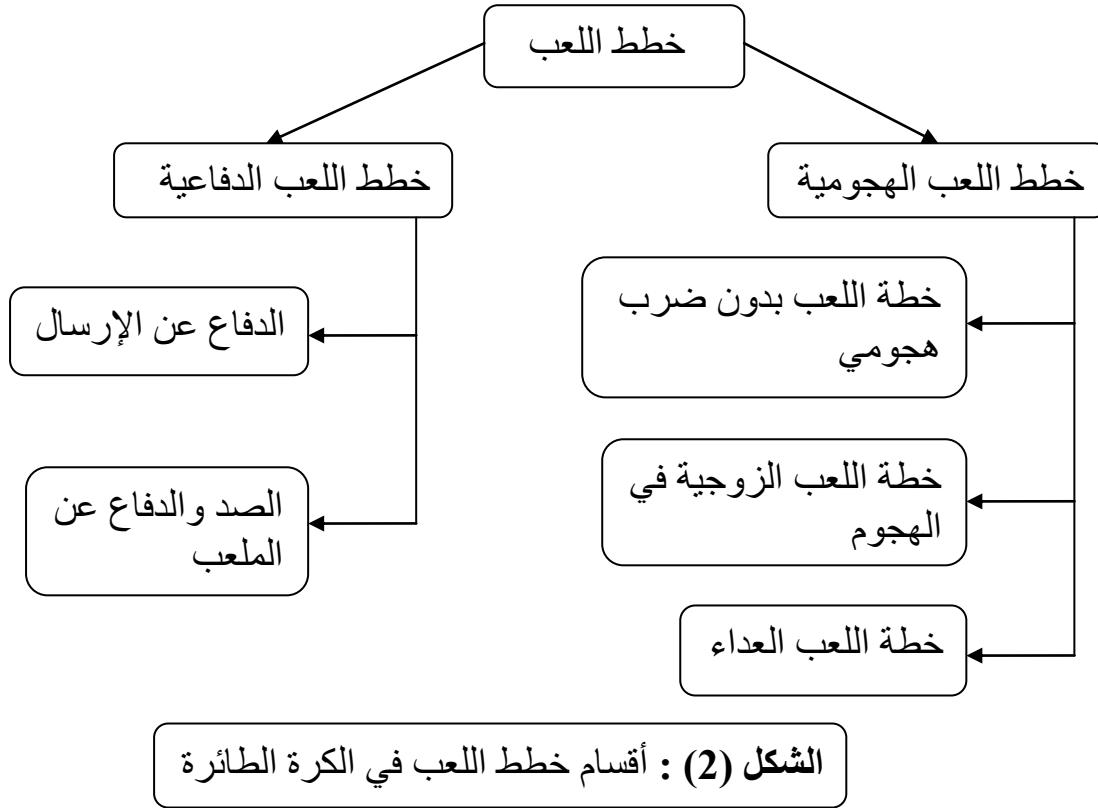 خطط اللعب
خطط اللعب الهجومية
خطط اللعب الدفاعية
خطة اللعب بدون ضرب
هجومي
خطة اللعب الزوجية في
الهجوم
خطة اللعب العداء
الدفاع عن الإرسال
الصد والدفاع عن
الملعب
الشكل (2) : أقسام خطط اللعب في الكرة الطائرة